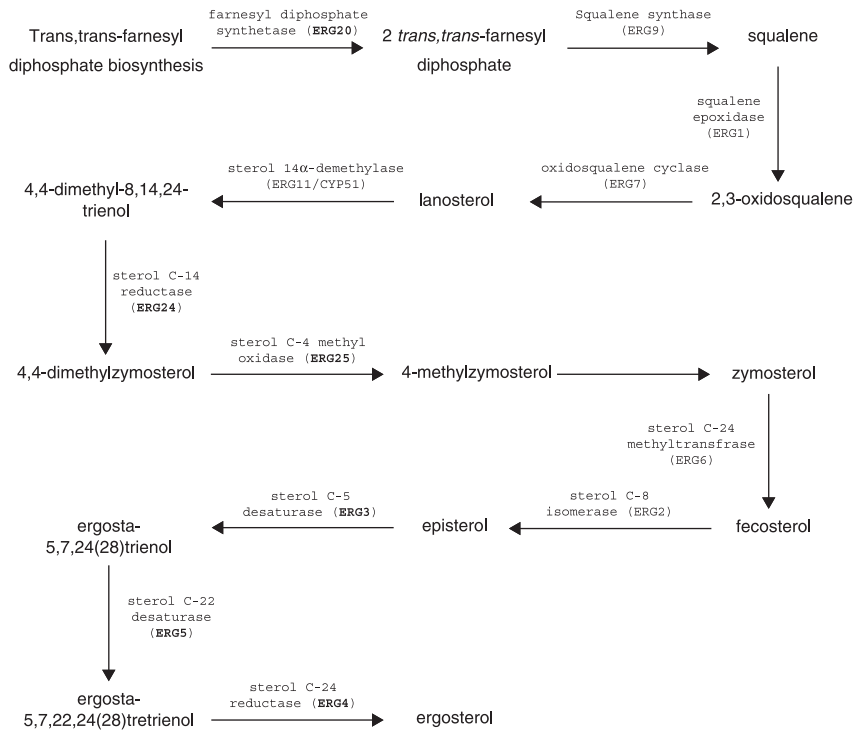 Trans,trans-farnesyl
diphosphate biosynthesis
farnesyl diphosphate
synthetase (ERG20)
2 trans,trans-farnesyl
diphosphate
Squalene synthase
(ERG9)
squalene
squalene
epoxidase
(ERG1)
2,3-oxidosqualene
oxidosqualene cyclase
(ERG7)
lanosterol
sterol 14α-demethylase
(ERG11/CYP51)
4,4-dimethyl-8,14,24-
trienol
sterol C-14
reductase
(ERG24)
4,4-dimethylzymosterol
sterol C-4 methyl
oxidase (ERG25)
4-methylzymosterol
zymosterol
sterol C-24
methyltransfrase
(ERG6)
fecosterol
sterol C-8
isomerase (ERG2)
episterol
sterol C-5
desaturase (ERG3)
ergosta-
5,7,24(28)trienol
sterol C-22
desaturase
(ERG5)
ergosta-
5,7,22,24(28)tretrienol
sterol C-24
reductase (ERG4)
ergosterol